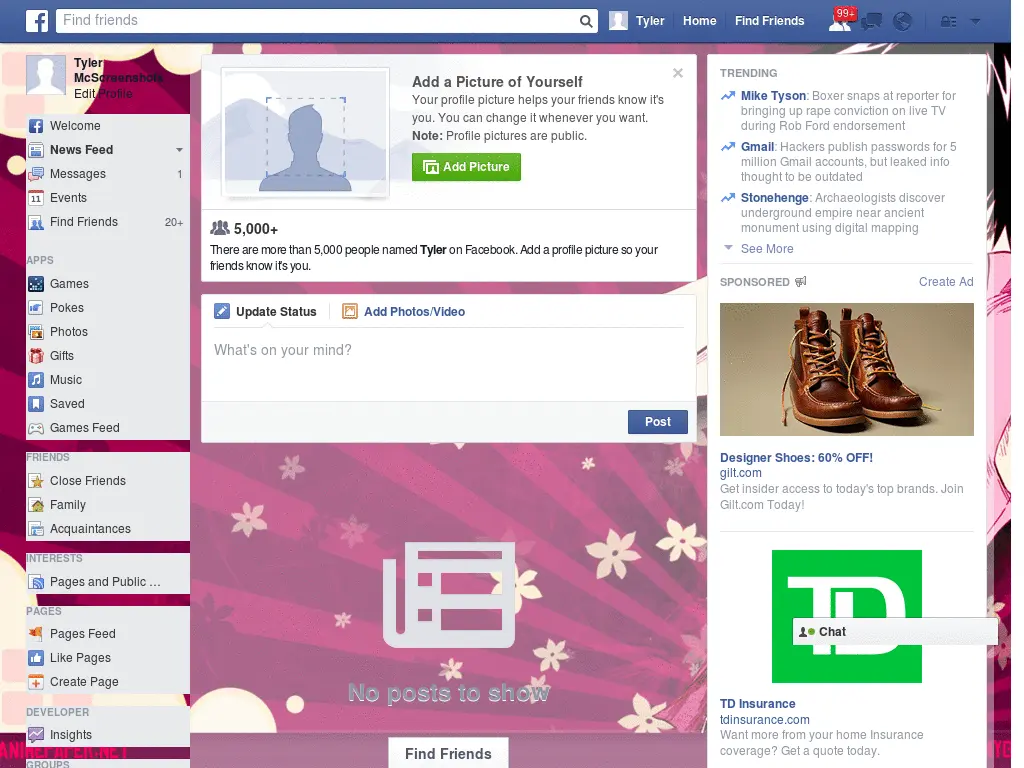 Find friends
Tyler
Home
Find Friends
99+
Tyler
McScreenshots
Edit Profile
Welcome
News Feed
Messages 1
11
Events
Find Friends 20+
APPS
Games
Pokes
Photos
Gifts
Music
Saved
Games Feed
FRIENDS
Close Friends
Family
Acquaintances
INTERESTS
Pages and Public ...
PAGES
Pages Feed
Like Pages
Create Page
DEVELOPER
Insights
GROUPS
ANIMEPAPER.NET
Add a Picture of Yourself
Your profile picture helps your friends know it's
you. You can change it whenever you want.
Note: Profile pictures are public.
Add Picture
5,000+
There are more than 5,000 people named Tyler on Facebook. Add a profile picture so your
friends know it's you.
Update Status
Add Photos/Video
What's on your mind?
Post
No posts to show
Find Friends
TRENDING
Mike Tyson: Boxer snaps at reporter for
bringing up rape conviction on live TV
during Rob Ford endorsement
Gmail: Hackers publish passwords for 5
million Gmail accounts, but leaked info
thought to be outdated
Stonehenge: Archaeologists discover
underground empire near ancient
monument using digital mapping
See More
SPONSORED
Create Ad
Designer Shoes: 60% OFF!
gilt.com
Get insider access to today's top brands. Join
Gilt.com Today!
TD
Chat
TD Insurance
tdinsurance.com
Want more from your home Insurance
coverage? Get a quote today.